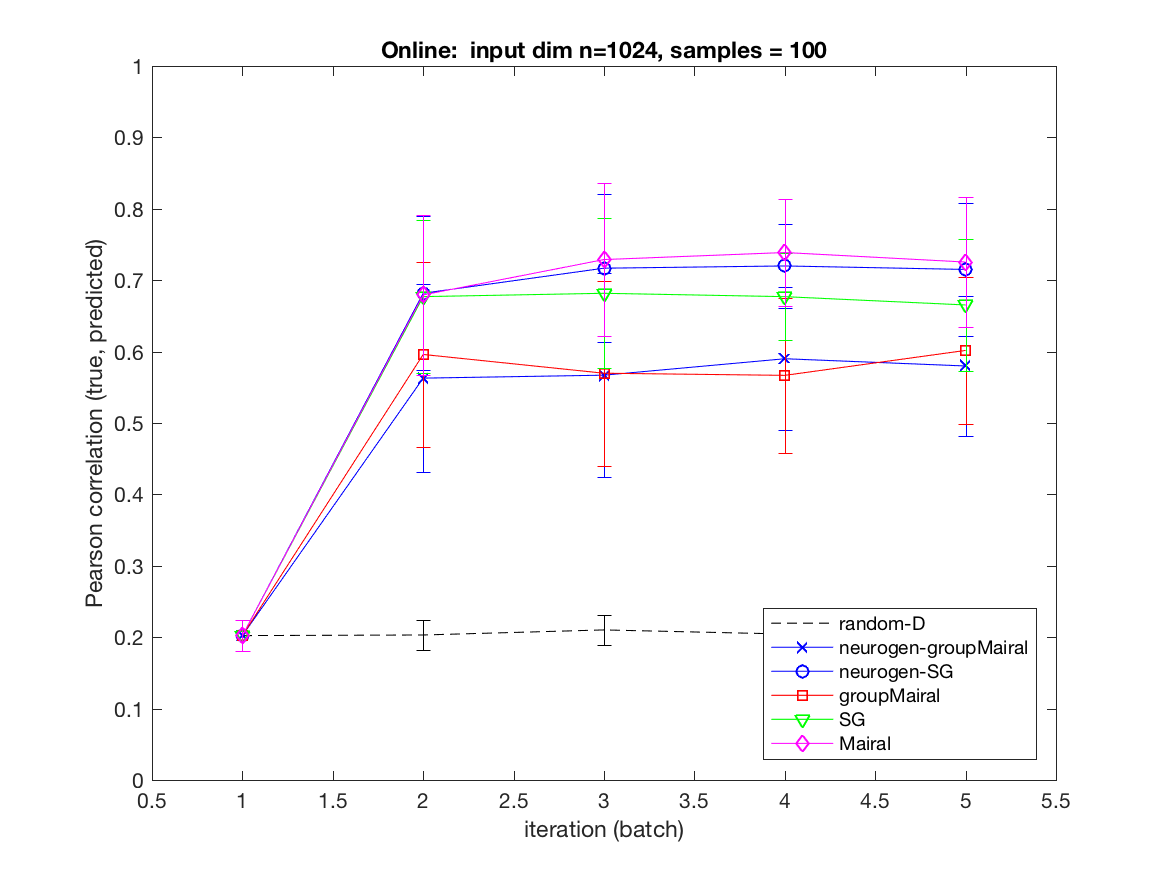 Online:  input dim n=1024, samples = 100
1
0.9
0.8
0.7
0.6
0.5
0.4
0.3
0.2
0.1
0
Pearson correlation (true, predicted)
0.5 1 1.5 2 2.5 3 3.5 4 4.5 5 5.5
iteration (batch)
random-D
neurogen-groupMairal
neurogen-SG
groupMairal
SG
Mairal